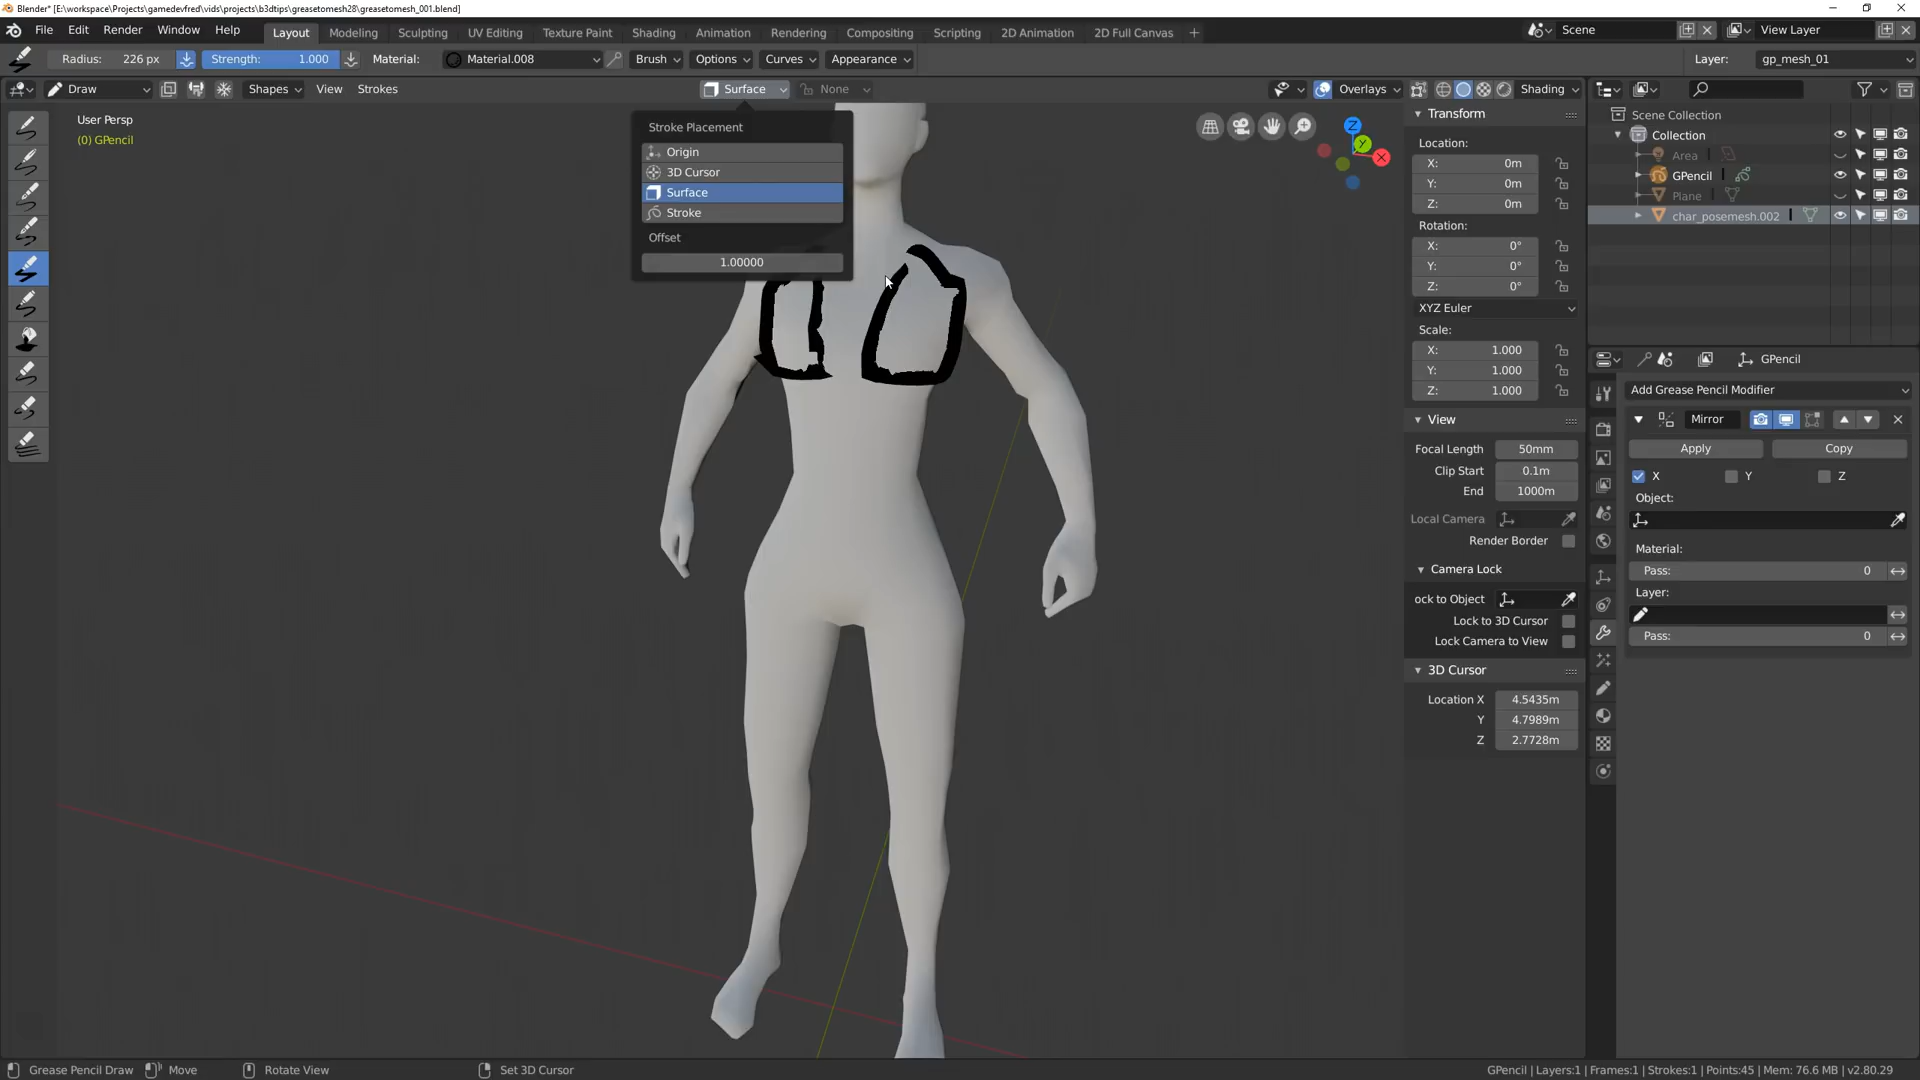 Blender* [E:\workspace\Projects\gamedevfred\vids\projects\b3dtips\greasetomesh28\greasetomesh_001.blend]
File Edit Render Window Help Layout Modeling Sculpting UV Editing Texture Paint Shading Animation Rendering Compositing Scripting 2D Animation 2D Full Canvas + Scene View Layer
Radius: 226 px Strength: 1.000 Material: Material.008 Brush Options Curves Appearance Layer: gp_mesh_01
Draw Shapes View Strokes Surface None Overlays Shading
User Persp
(0) GPencil
Stroke Placement
Origin
3D Cursor
Surface
Stroke
Offset
1.00000
Z
Y
X
Transform
Location:
X: 0m
Y: 0m
Z: 0m
Rotation:
X: 0°
Y: 0°
Z: 0°
XYZ Euler
Scale:
X: 1.000
Y: 1.000
Z: 1.000
View
Focal Length 50mm
Clip Start 0.1m
End 1000m
Local Camera
Render Border
Camera Lock
ock to Object
Lock to 3D Cursor
Lock Camera to View
3D Cursor
Location X 4.5435m
Y 4.7989m
Z 2.7728m
Scene Collection
Collection
Area
GPencil
Plane
char_posemesh.002
GPencil
Add Grease Pencil Modifier
Mirror
Apply Copy
X Y Z
Object:
Material:
Pass: 0
Layer:
Pass: 0
Grease Pencil Draw Move Rotate View Set 3D Cursor GPencil | Layers:1 | Frames:1 | Strokes:1 | Points:45 | Mem: 76.6 MB | v2.80.29